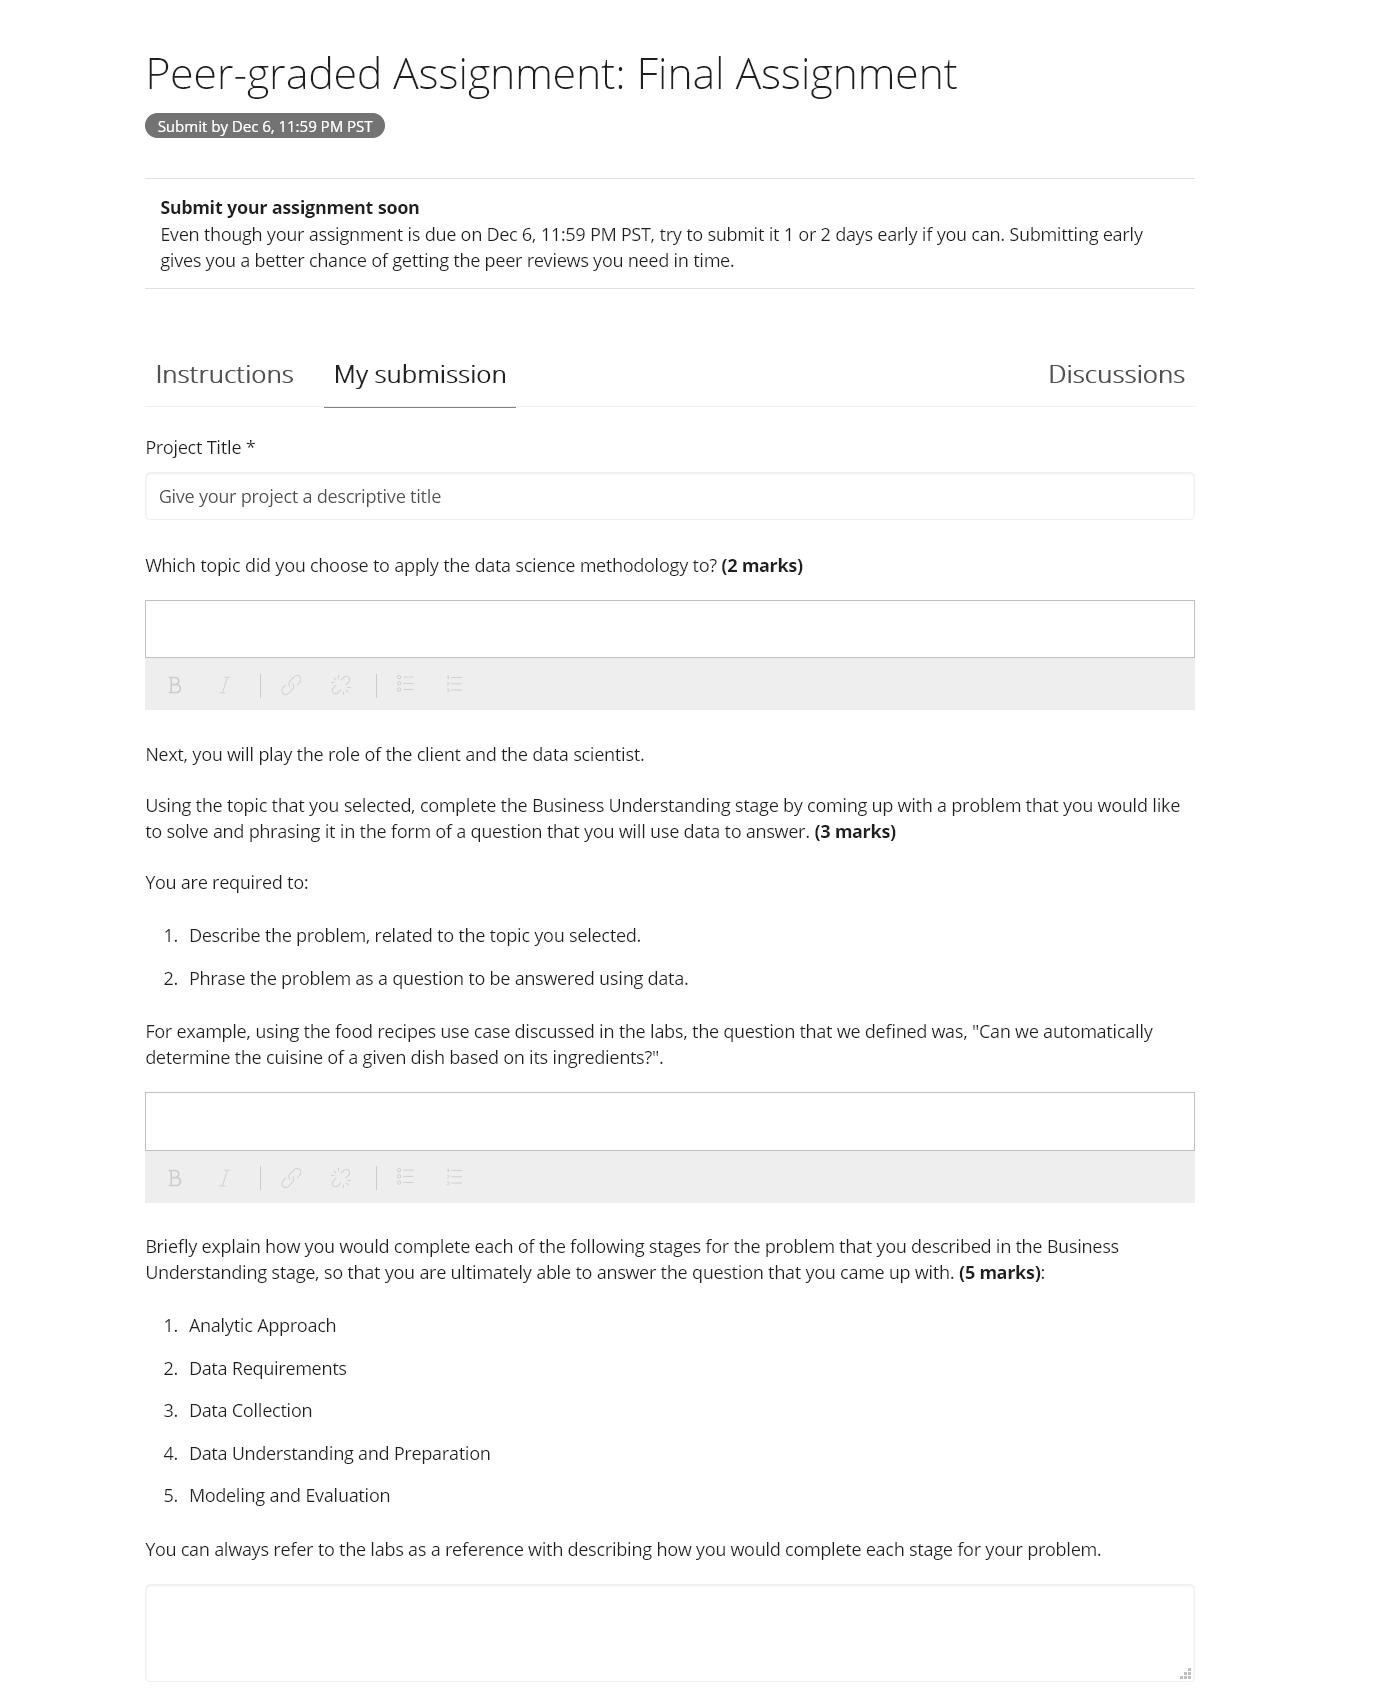 Peer-graded Assignment: Final Assignment
Submit by Dec 6, 11:59 PM PST
Submit your assignment soon
Even though your assignment is due on Dec 6, 11:59 PM PST, try to submit it 1 or 2 days early if you can. Submitting early
gives you a better chance of getting the peer reviews you need in time.
Instructions My submission Discussions
Project Title *
Give your project a descriptive title
Which topic did you choose to apply the data science methodology to? (2 marks)
B I
Next, you will play the role of the client and the data scientist.
Using the topic that you selected, complete the Business Understanding stage by coming up with a problem that you would like
to solve and phrasing it in the form of a question that you will use data to answer. (3 marks)
You are required to:
1. Describe the problem, related to the topic you selected.
2. Phrase the problem as a question to be answered using data.
For example, using the food recipes use case discussed in the labs, the question that we defined was, "Can we automatically
determine the cuisine of a given dish based on its ingredients?".
B I
Briefly explain how you would complete each of the following stages for the problem that you described in the Business
Understanding stage, so that you are ultimately able to answer the question that you came up with. (5 marks):
1. Analytic Approach
2. Data Requirements
3. Data Collection
4. Data Understanding and Preparation
5. Modeling and Evaluation
You can always refer to the labs as a reference with describing how you would complete each stage for your problem.